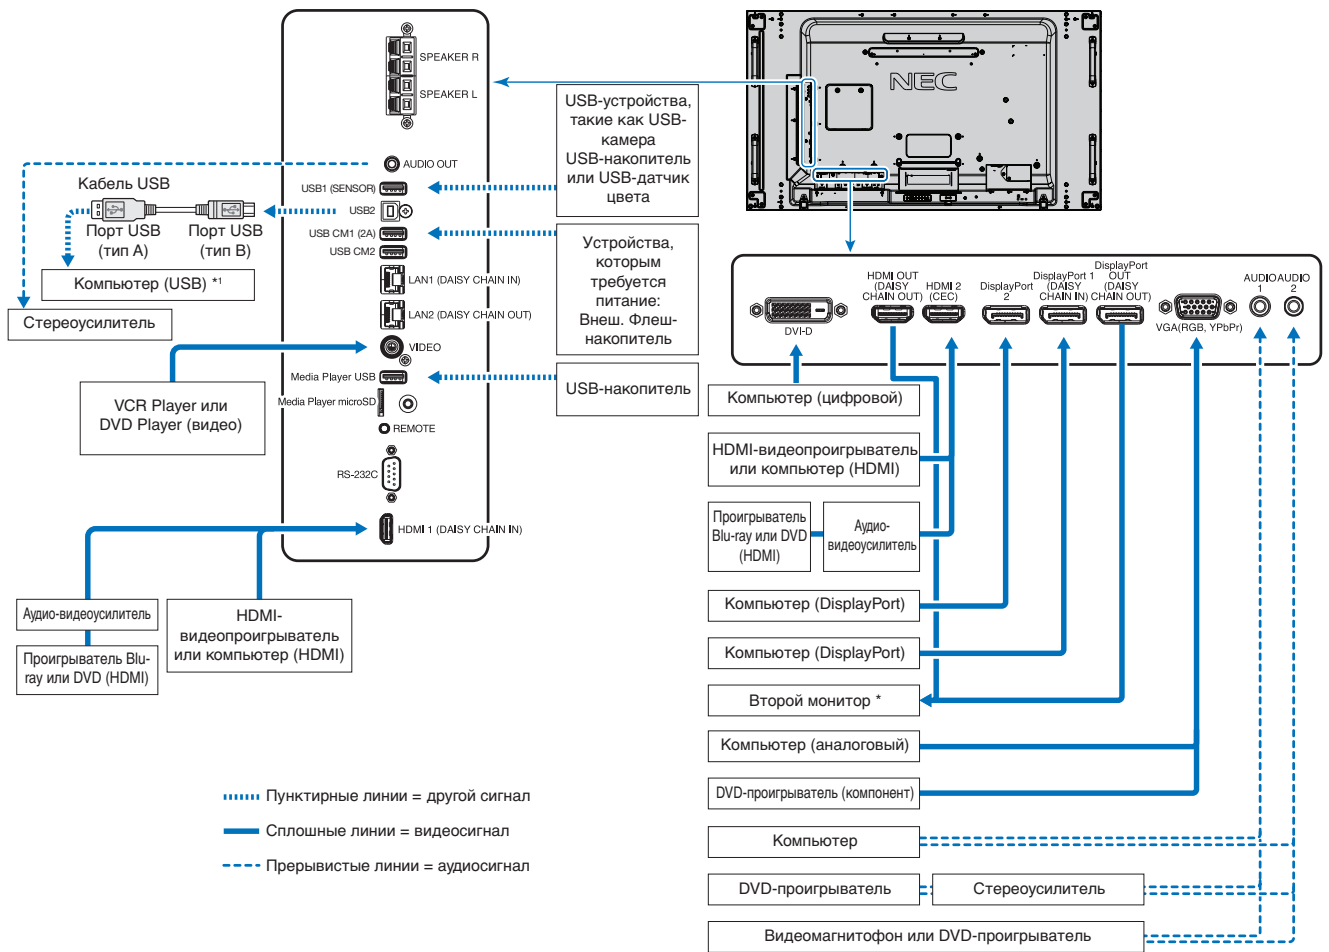 SPEAKER R
SPEAKER L
AUDIO OUT
USB1 (SENSOR)
USB2
USB CM1 (2A)
USB CM2
LAN1 (DAISY CHAIN IN)
LAN2 (DAISY CHAIN OUT)
VIDEO
Media Player USB
Media Player microSD
REMOTE
RS-232C
HDMI 1 (DAISY CHAIN IN)
Кабель USB
Порт USB
(тип A)
Порт USB
(тип B)
Компьютер (USB) *1
Стереоусилитель
VCR Player или
DVD Player (видео)
Аудио-видеоусилитель
Проигрыватель Blu-
ray или DVD (HDMI)
HDMI-
видеопроигрыватель
или компьютер (HDMI)
USB-устройства,
такие как USB-
камера
USB-накопитель
или USB-датчик
цвета
Устройства,
которым
требуется
питание:
Внеш. Флеш-
накопитель
USB-накопитель
NEC
DVI-D
HDMI OUT
(DAISY
CHAIN OUT)
HDMI 2
(CEC)
DisplayPort
2
DisplayPort 1
(DAISY
CHAIN IN)
DisplayPort
OUT
(DAISY
CHAIN OUT)
VGA(RGB, YPbPr)
AUDIO
1
AUDIO
2
Компьютер (цифровой)
HDMI-видеопроигрыватель
или компьютер (HDMI)
Проигрыватель
Blu-ray или DVD
(HDMI)
Аудио-
видеоусилитель
Компьютер (DisplayPort)
Компьютер (DisplayPort)
Второй монитор *
Компьютер (аналоговый)
DVD-проигрыватель (компонент)
Компьютер
DVD-проигрыватель
Стереоусилитель
Видеомагнитофон или DVD-проигрыватель
Пунктирные линии = другой сигнал
Сплошные линии = видеосигнал
Прерывистые линии = аудиосигнал